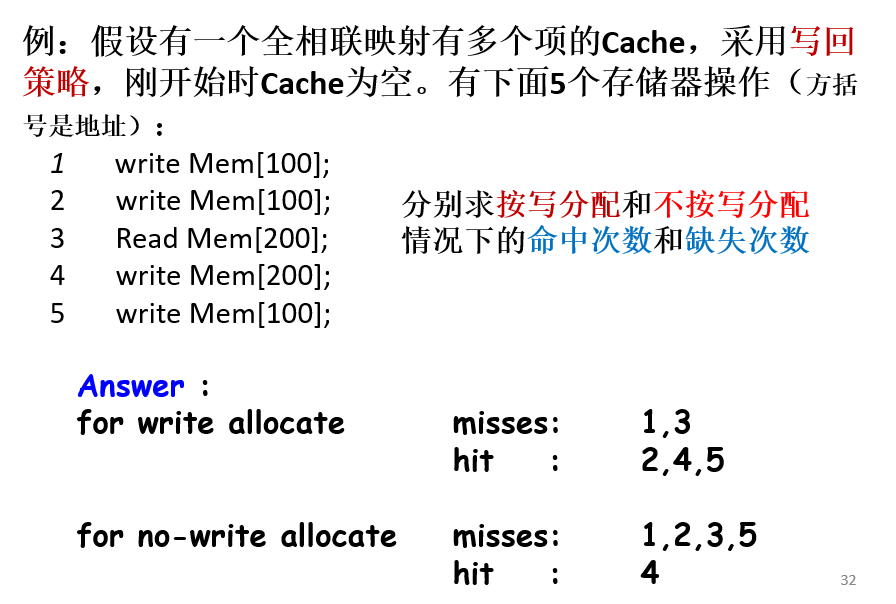 例：假设有一个全相联映射有多个项的Cache，采用写回
策略，刚开始时Cache为空。有下面5个存储器操作（方括
号是地址）：
1 write Mem[100];
2 write Mem[100];
3 Read Mem[200];
4 write Mem[200];
5 write Mem[100];
分别求按写分配和不按写分配
情况下的命中次数和缺失次数
Answer :
for write allocate misses: 1,3
hit : 2,4,5
for no-write allocate misses: 1,2,3,5
hit : 4
32